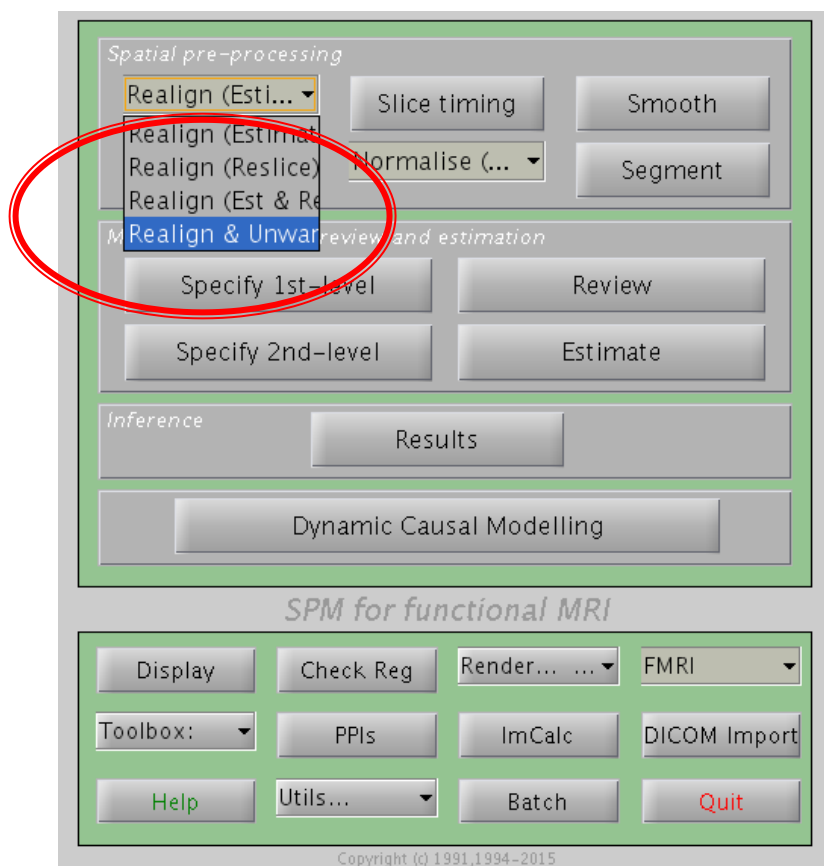 Spatial pre-processing
Realign (Esti...
Slice timing
Smooth
Realign (Estimat
Realign (Reslice)
Normalise (...
Segment
Realign (Est & Re
Realign & Unwar
review and estimation
Specify 1st-level
Review
Specify 2nd-level
Estimate
Inference
Results
Dynamic Causal Modelling
SPM for functional MRI
Display
Check Reg
Render... ...
FMRI
Toolbox:
PPIs
ImCalc
DICOM Import
Help
Utils...
Batch
Quit
Copyright (c) 1991,1994-2015